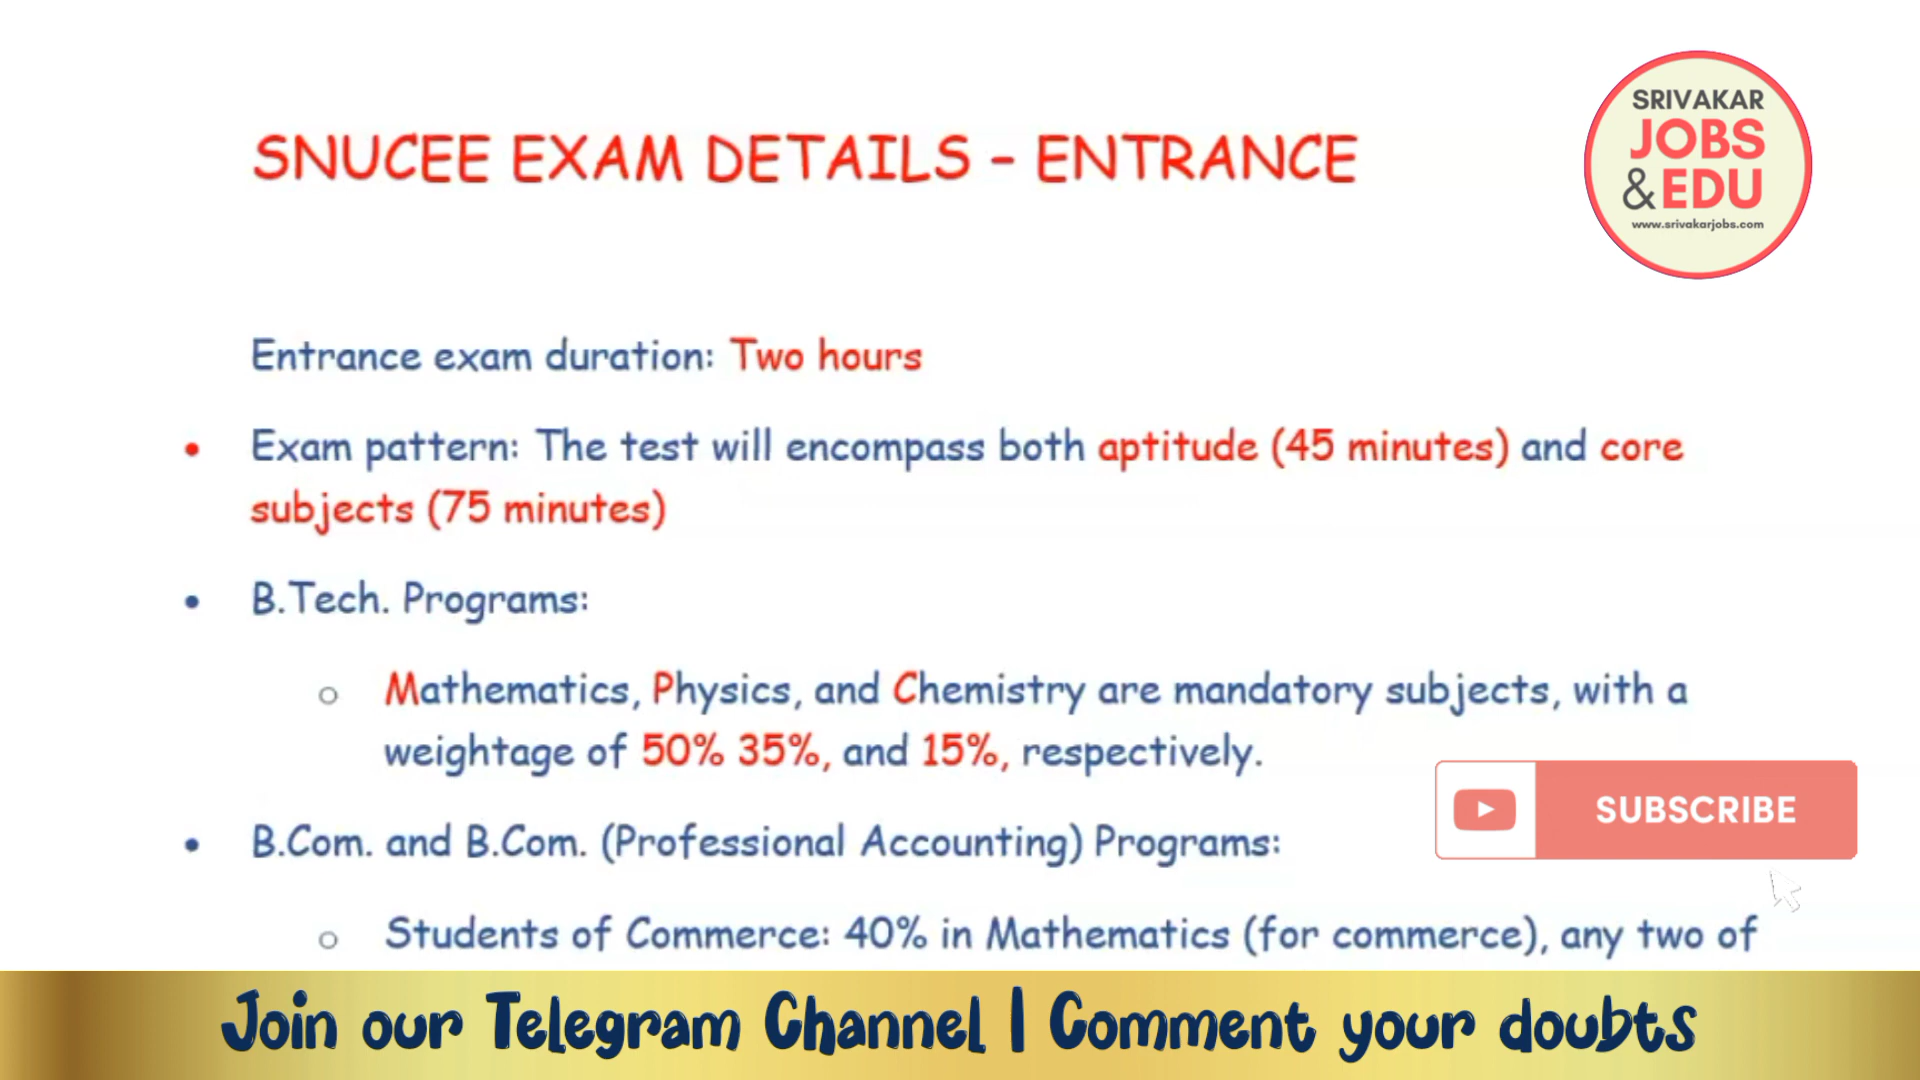 SNUCEE EXAM DETAILS – ENTRANCE
SRIVAKAR
JOBS
&EDU
www.srivakarjobs.com
Entrance exam duration: Two hours
• Exam pattern: The test will encompass both aptitude (45 minutes) and core
subjects (75 minutes)
• B.Tech. Programs:
o Mathematics, Physics, and Chemistry are mandatory subjects, with a
weightage of 50% 35%, and 15%, respectively.
• B.Com. and B.Com. (Professional Accounting) Programs:
SUBSCRIBE
o Students of Commerce: 40% in Mathematics (for commerce), any two of
Join our Telegram Channel | Comment your doubts